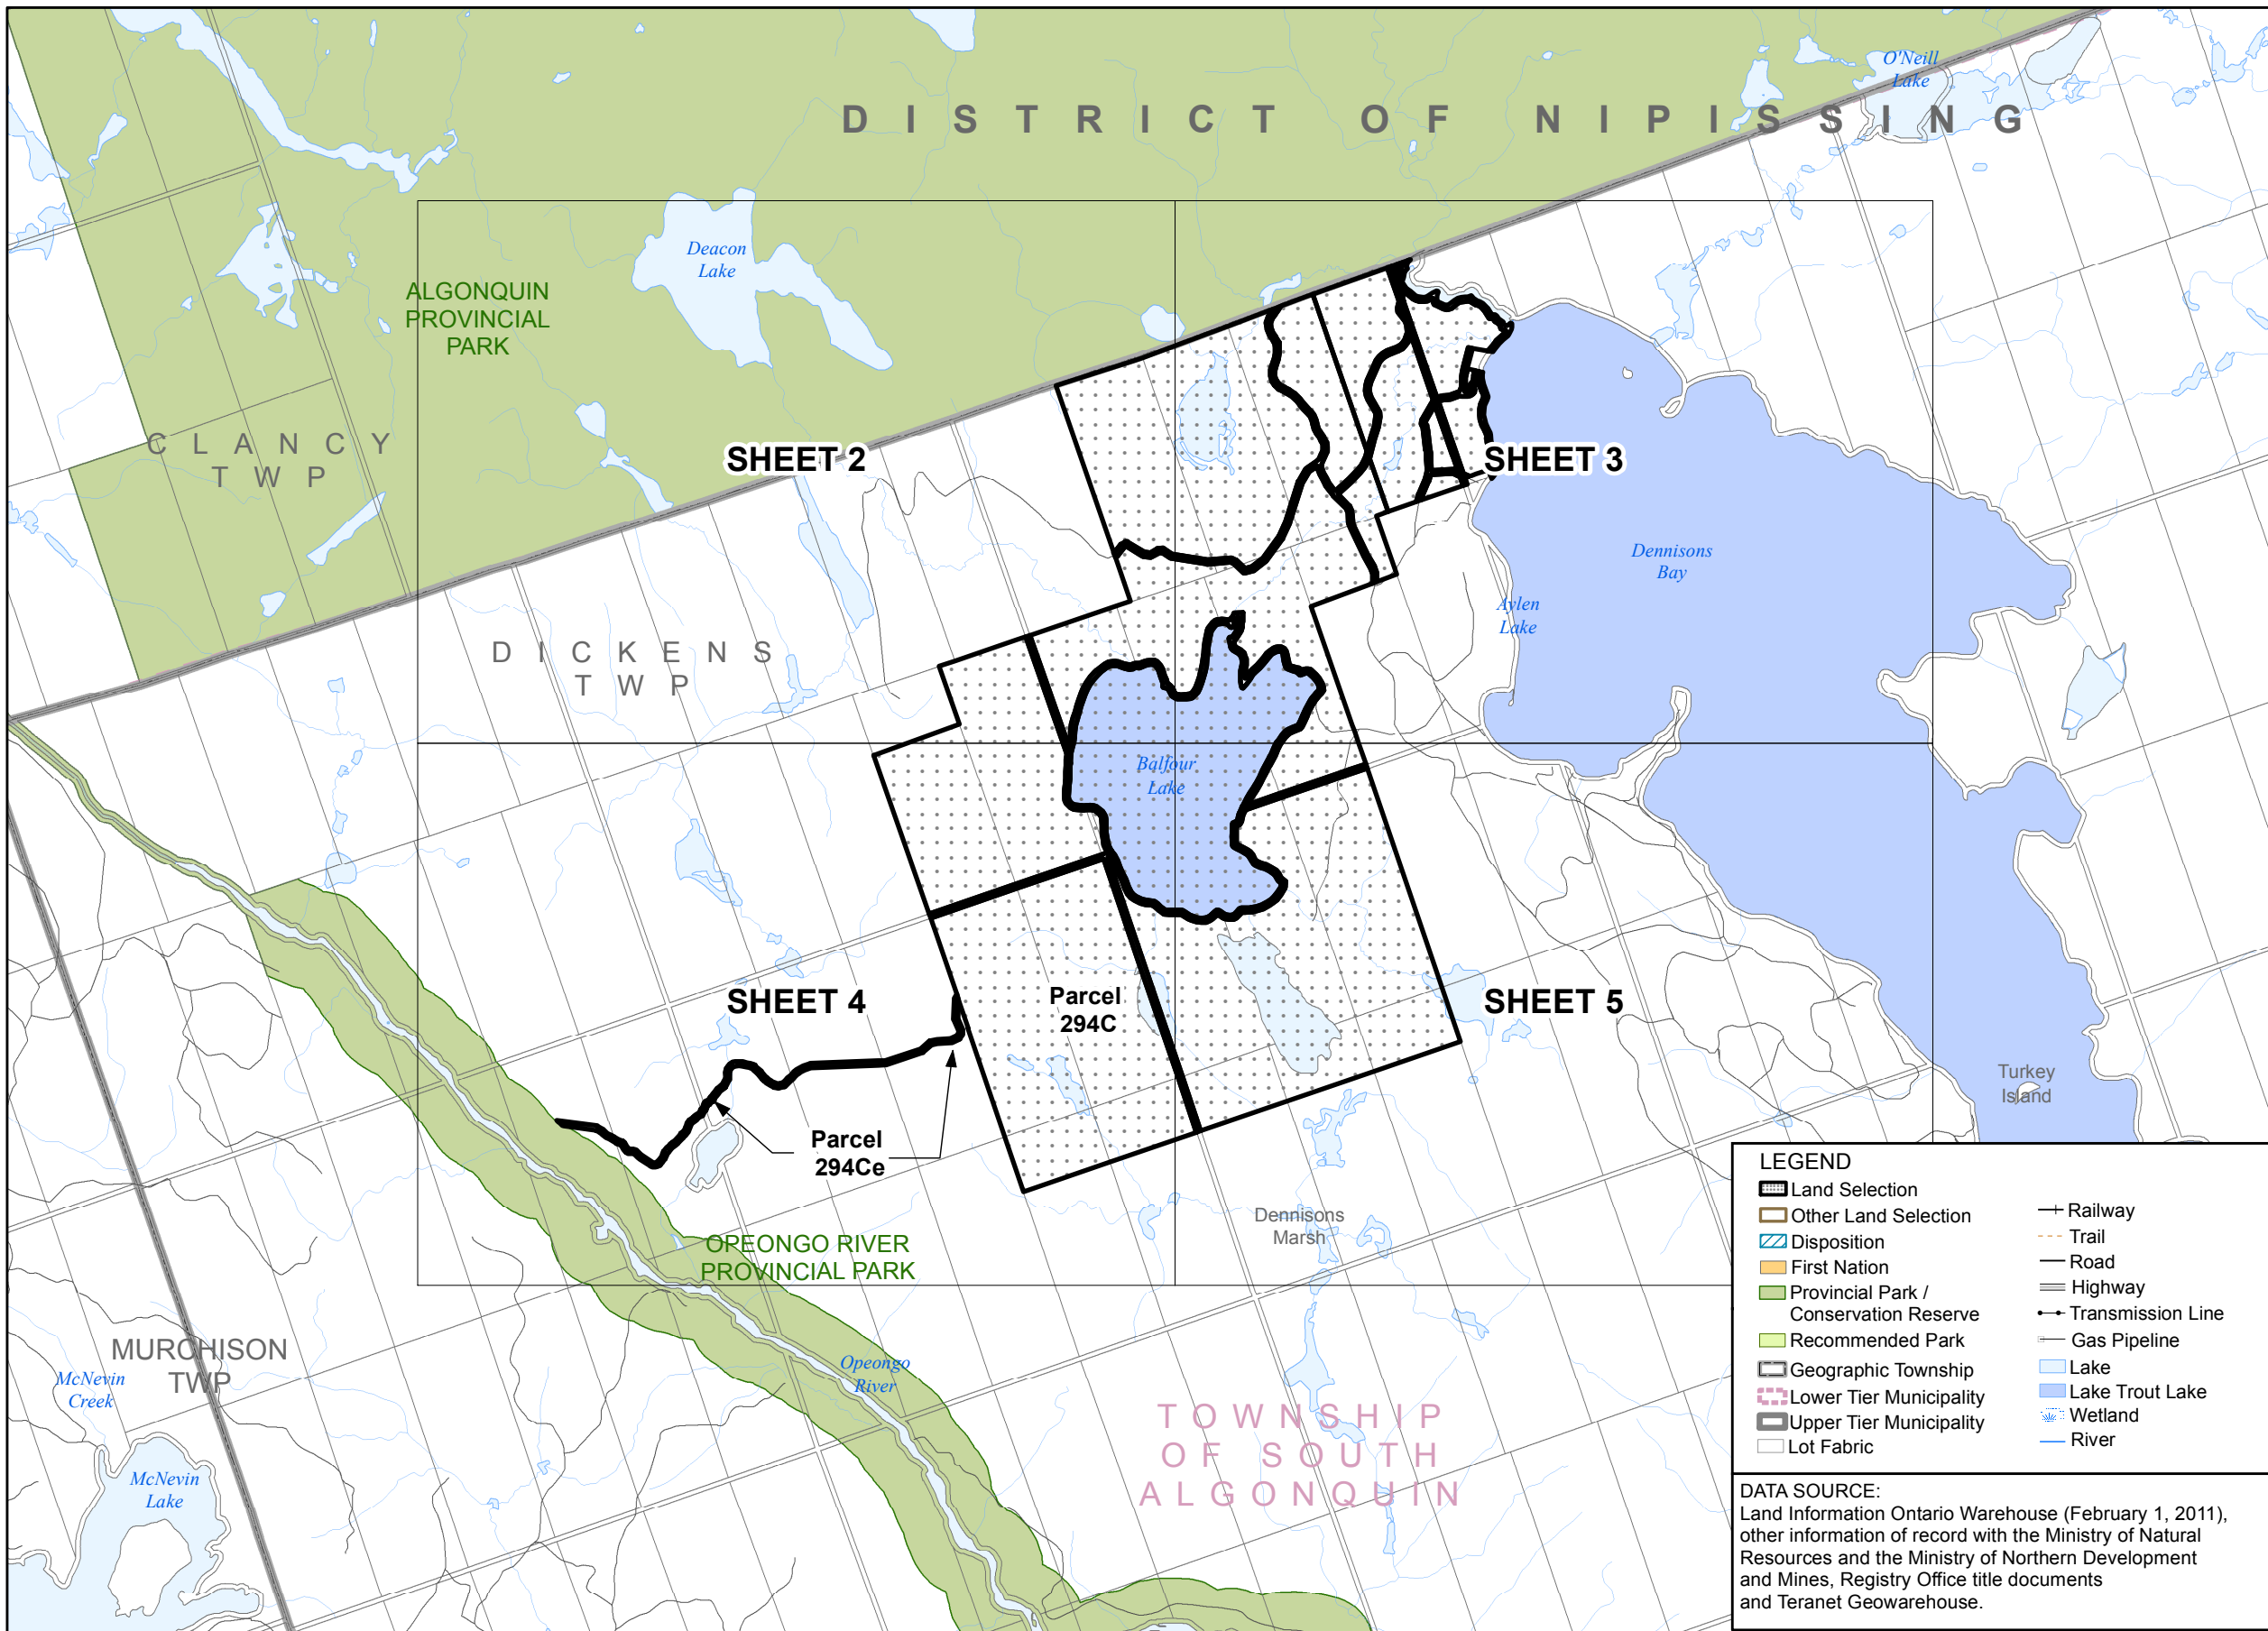 O'Neill
Lake
DISTRICT OF NIPISSING
Deacon
Lake
ALGONQUIN
PROVINCIAL
PARK
CLANCY
TWP
SHEET 2
SHEET 3
Dennisons
Bay
Aylen
Lake
DICKENS
TWP
Balfour
Lake
SHEET 4
Parcel
294C
SHEET 5
Turkey
Island
Parcel
294Ce
Dennisons
Marsh
OPEONGO RIVER
PROVINCIAL PARK
MURCHISON
TWP
McNevin
Creek
Opeongo
River
McNevin
Lake
TOWNSHIP
OF SOUTH
ALGONQUIN
LEGEND
Land Selection
Other Land Selection
Disposition
First Nation
Provincial Park /
Conservation Reserve
Recommended Park
Geographic Township
Lower Tier Municipality
Upper Tier Municipality
Lot Fabric
Railway
Trail
Road
Highway
Transmission Line
Gas Pipeline
Lake
Lake Trout Lake
Wetland
River
DATA SOURCE:
Land Information Ontario Warehouse (February 1, 2011),
other information of record with the Ministry of Natural
Resources and the Ministry of Northern Development
and Mines, Registry Office title documents
and Teranet Geowarehouse.